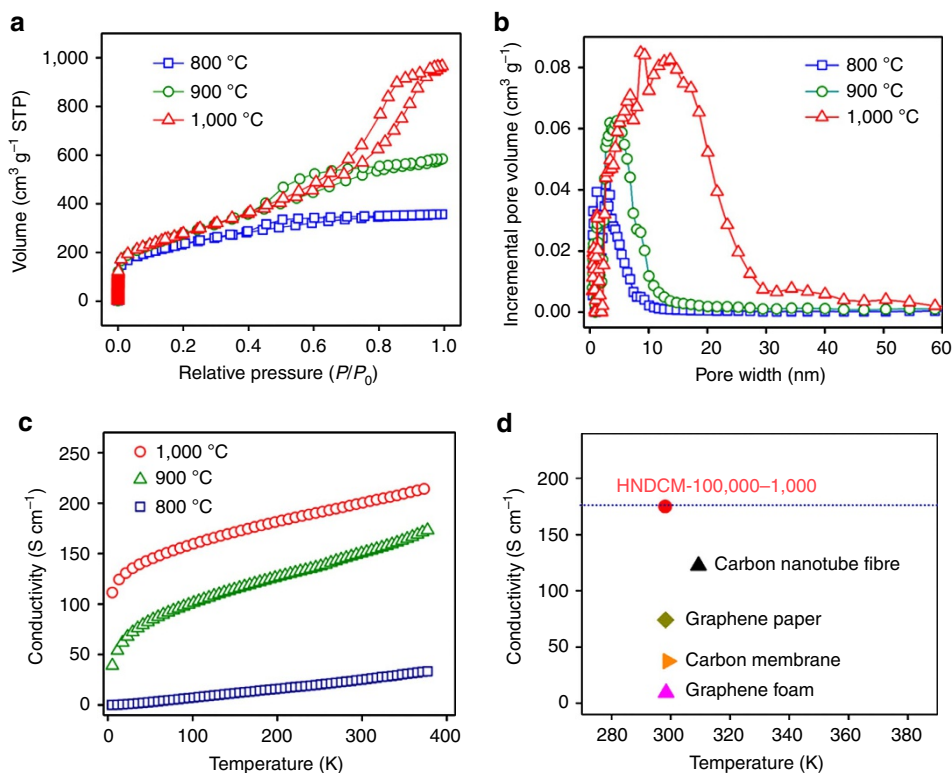 a
1,000
800
600
400
200
0
Volume (cm³ g⁻¹ STP)
800 °C
900 °C
1,000 °C
0.0 0.2 0.4 0.6 0.8 1.0
Relative pressure (P/P₀)
b
0.08
0.06
0.04
0.02
0.00
Incremental pore volume (cm³ g⁻¹)
800 °C
900 °C
1,000 °C
0 10 20 30 40 50 60
Pore width (nm)
c
250
200
150
100
50
0
Conductivity (S cm⁻¹)
1,000 °C
900 °C
800 °C
0 100 200 300 400
Temperature (K)
d
200
150
100
50
0
Conductivity (S cm⁻¹)
HNDCM-100,000–1,000
Carbon nanotube fibre
Graphene paper
Carbon membrane
Graphene foam
280 300 320 340 360 380
Temperature (K)